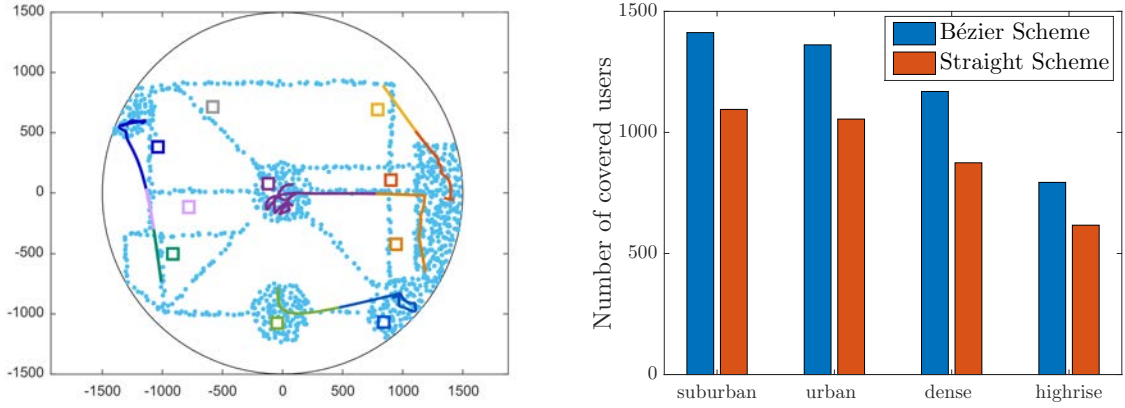 1500
1000
500
0
-500
-1000
-1500
-1500 -1000 -500 0 500 1000 1500
Number of covered users
1500
1000
500
0
Bézier Scheme
Straight Scheme
suburban urban dense highrise